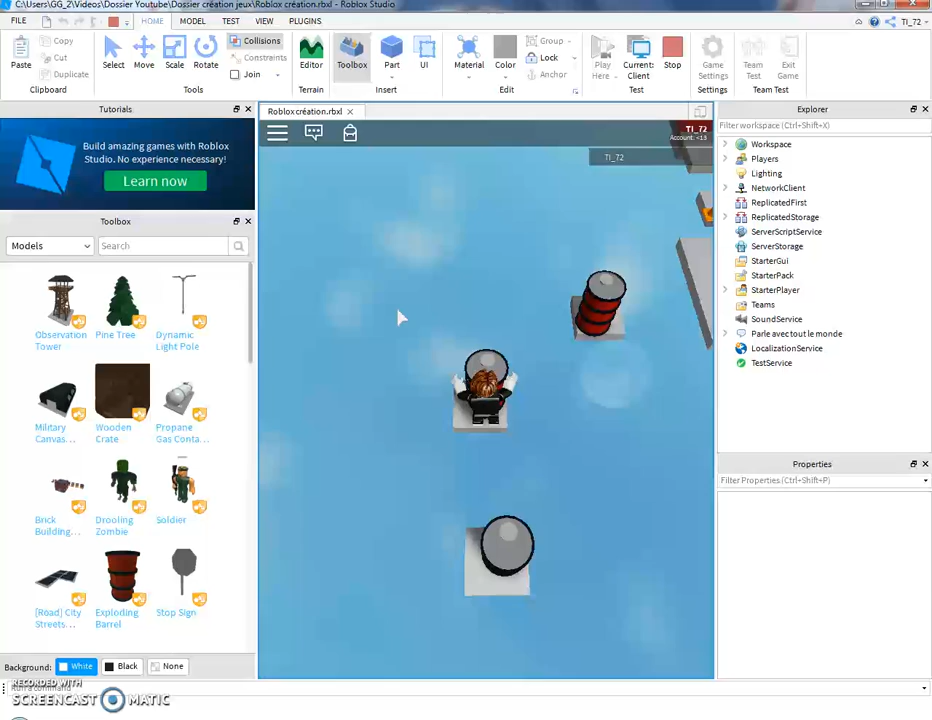 C:\Users\GG_2\Videos\Dossier Youtube\Dossier création jeux\Roblox création.rbxl - Roblox Studio
FILE HOME MODEL TEST VIEW PLUGINS TI_72
Paste Copy Cut Duplicate
Select Move Scale Rotate Collisions Constraints Join
Editor Toolbox Part UI
Material Color Group Lock Anchor
Play Here Current: Client Stop
Game Settings Team Test Exit Game
Clipboard Tools Terrain Insert Edit Test Settings Team Test
Tutorials
Build amazing games with Roblox Studio. No experience necessary!
Learn now
Toolbox
Models Search
Observation Tower
Pine Tree
Dynamic Light Pole
Military Canvas...
Wooden Crate
Propane Gas Conta...
Brick Building...
Drooling Zombie
Soldier
[Road] City Streets...
Exploding Barrel
Stop Sign
Background: White Black None
Run a command
RECORDED WITH
SCREENCAST MATIC
Roblox création.rbxl
TI_72
Account: <13
TI_72
Explorer
Filter workspace (Ctrl+Shift+X)
Workspace
Players
Lighting
NetworkClient
ReplicatedFirst
ReplicatedStorage
ServerScriptService
ServerStorage
StarterGui
StarterPack
StarterPlayer
Teams
SoundService
Parle avec tout le monde
LocalizationService
TestService
Properties
Filter Properties (Ctrl+Shift+P)